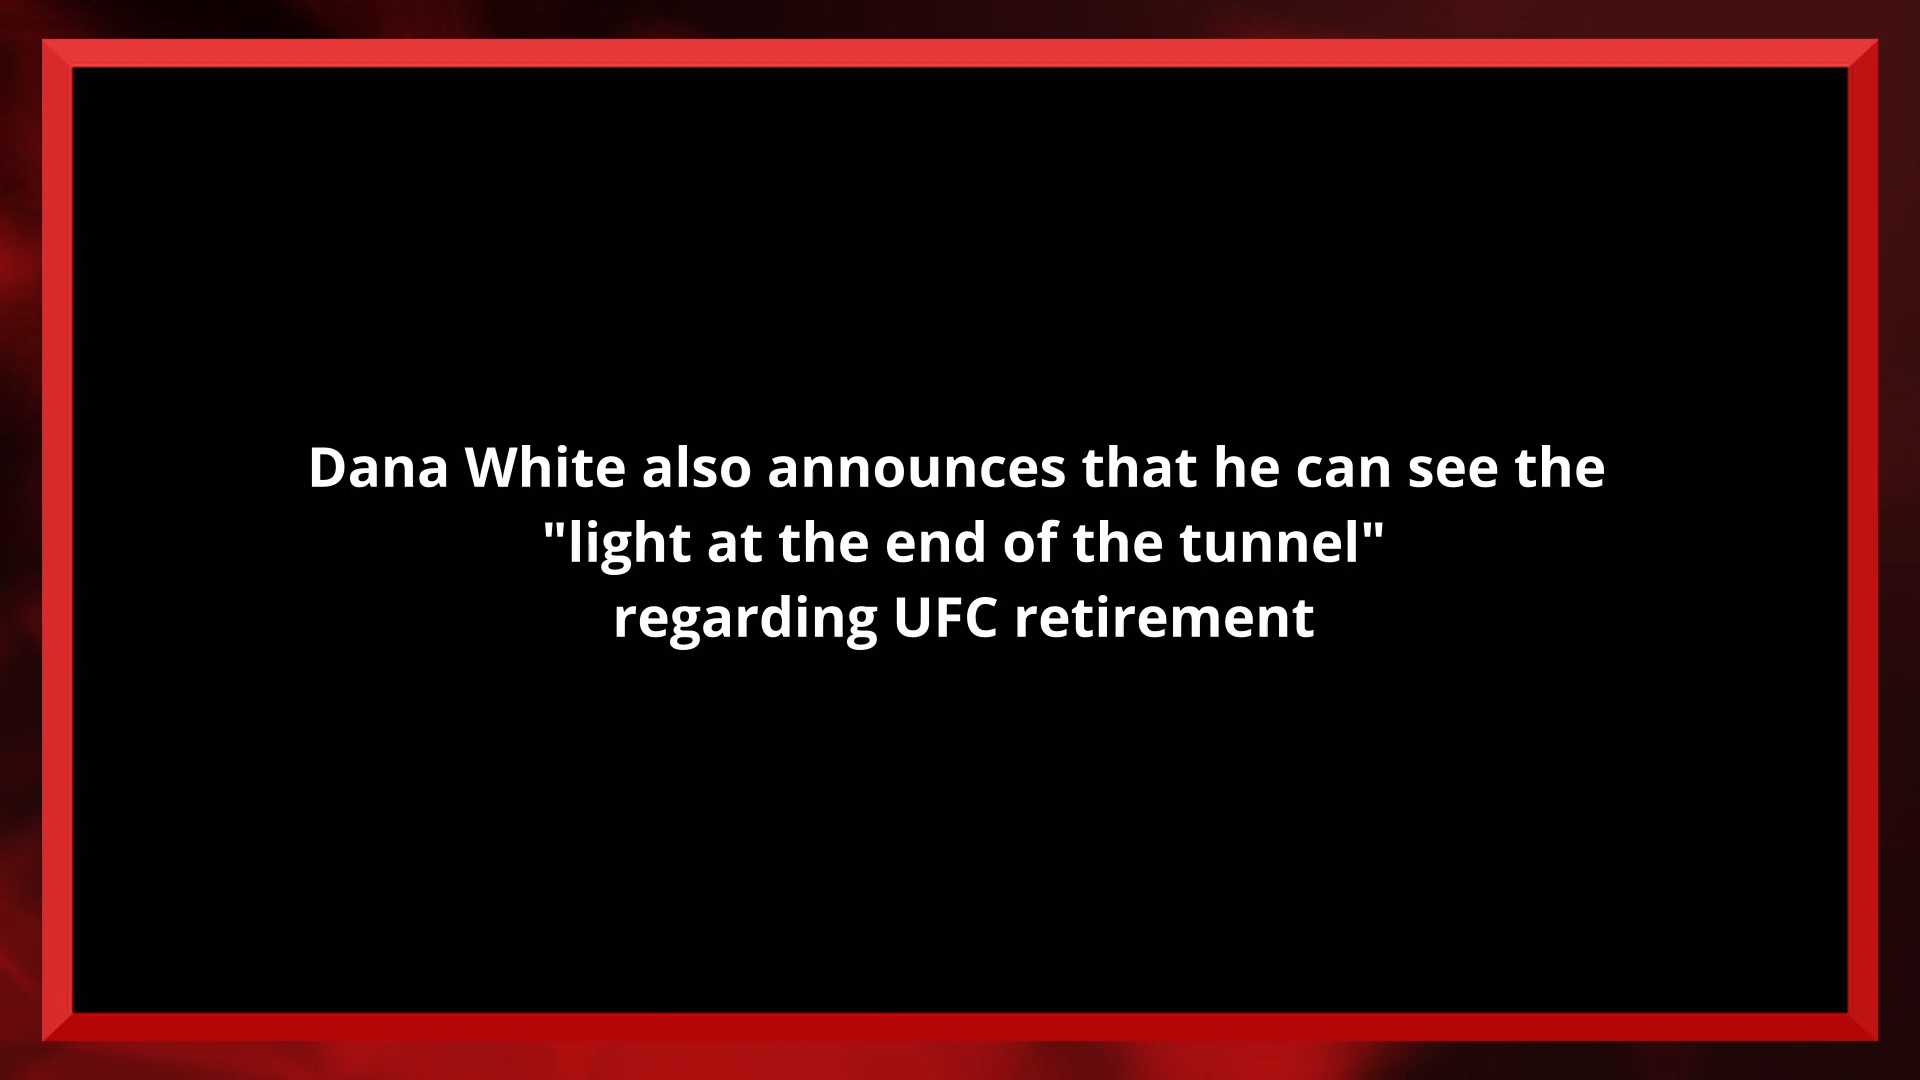 Dana White also announces that he can see the
"light at the end of the tunnel"
regarding UFC retirement